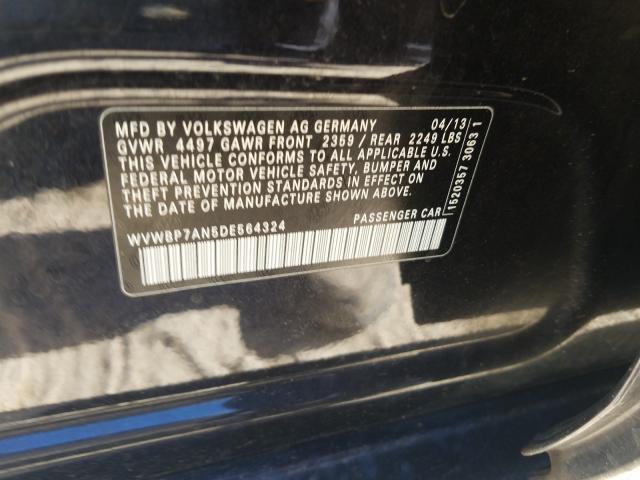 MFD BY VOLKSWAGEN AG GERMANY 04/13
GVWR 4497 GAWR FRONT 2359 / REAR 2249 LBS
THIS VEHICLE CONFORMS TO ALL APPLICABLE U.S.
FEDERAL MOTOR VEHICLE SAFETY, BUMPER AND
THEFT PREVENTION STANDARDS IN EFFECT ON
THE DATE OF MANUFACTURE SHOWN ABOVE.
WVWBP7AN5DE564324 PASSENGER CAR
1520357 3063 1